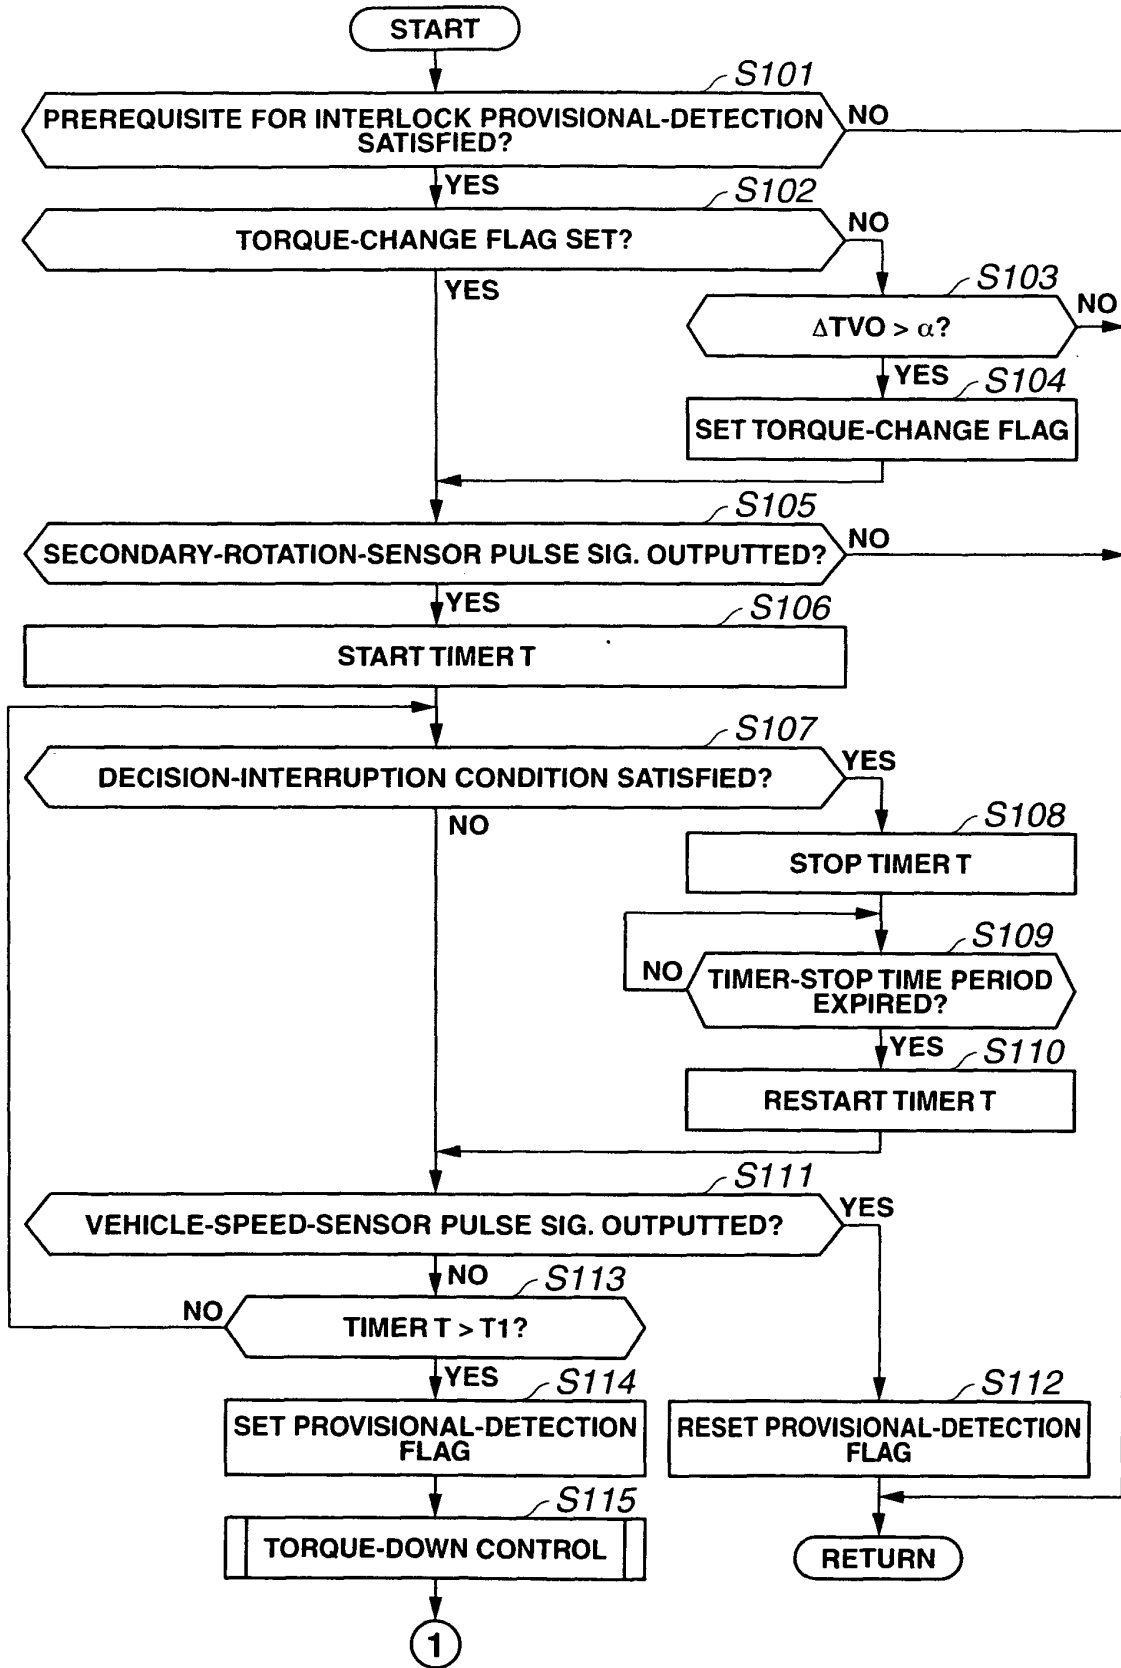 START
S101
PREREQUISITE FOR INTERLOCK PROVISIONAL-DETECTION
SATISFIED?
NO
YES
S102
TORQUE-CHANGE FLAG SET?
NO
YES
S103
ΔTVO > α?
NO
YES
S104
SET TORQUE-CHANGE FLAG
S105
SECONDARY-ROTATION-SENSOR PULSE SIG. OUTPUTTED?
NO
YES
S106
START TIMER T
S107
DECISION-INTERRUPTION CONDITION SATISFIED?
YES
NO
S108
STOP TIMER T
S109
NO
TIMER-STOP TIME PERIOD
EXPIRED?
YES
S110
RESTART TIMER T
S111
VEHICLE-SPEED-SENSOR PULSE SIG. OUTPUTTED?
YES
NO
S113
NO
TIMER T > T1?
YES
S114
SET PROVISIONAL-DETECTION
FLAG
S112
RESET PROVISIONAL-DETECTION
FLAG
S115
TORQUE-DOWN CONTROL
RETURN
1